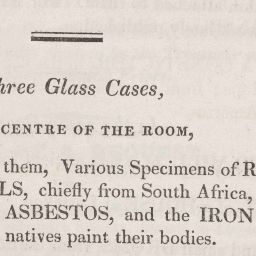 hree Glass Cases,
CENTRE OF THE ROOM,
them, Various Specimens of R
LS, chiefly from South Africa,
ASBESTOS, and the IRON
natives paint their bodies.